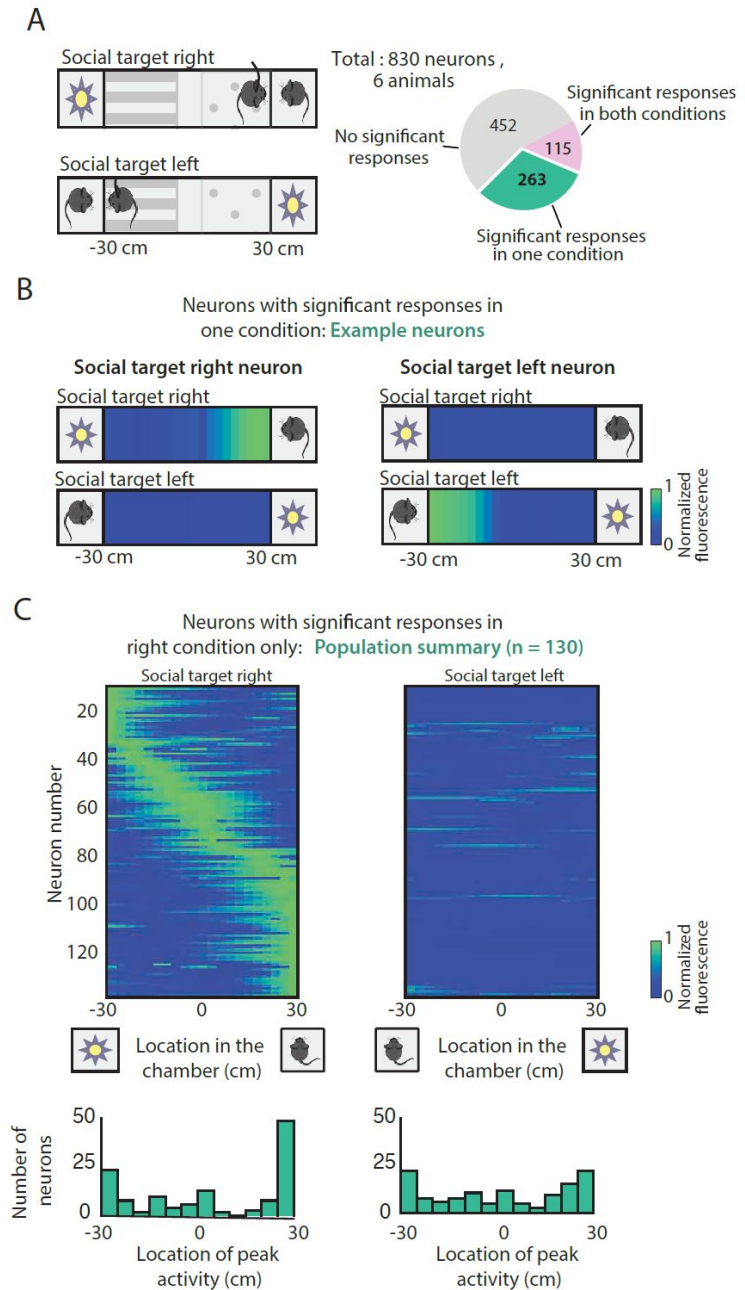 A
Social target right
Total : 830 neurons ,
6 animals
Significant responses
in both conditions
452
115
No significant
responses
263
Significant responses
in one condition
Social target left
-30 cm
30 cm
B
Neurons with significant responses in
one condition: Example neurons
Social target right neuron
Social target left neuron
Social target right
Social target right
Social target left
Social target left
-30 cm
30 cm
-30 cm
30 cm
1
0
Normalized
fluorescence
C
Neurons with significant responses in
right condition only: Population summary (n = 130)
Social target right
Social target left
20
40
60
80
100
120
Neuron number
1
0
Normalized
fluorescence
-30
0
30
-30
0
30
Location in the
chamber (cm)
Location in the
chamber (cm)
50
25
0
Number of
neurons
50
25
0
-30
0
30
-30
0
30
Location of peak
activity (cm)
Location of peak
activity (cm)